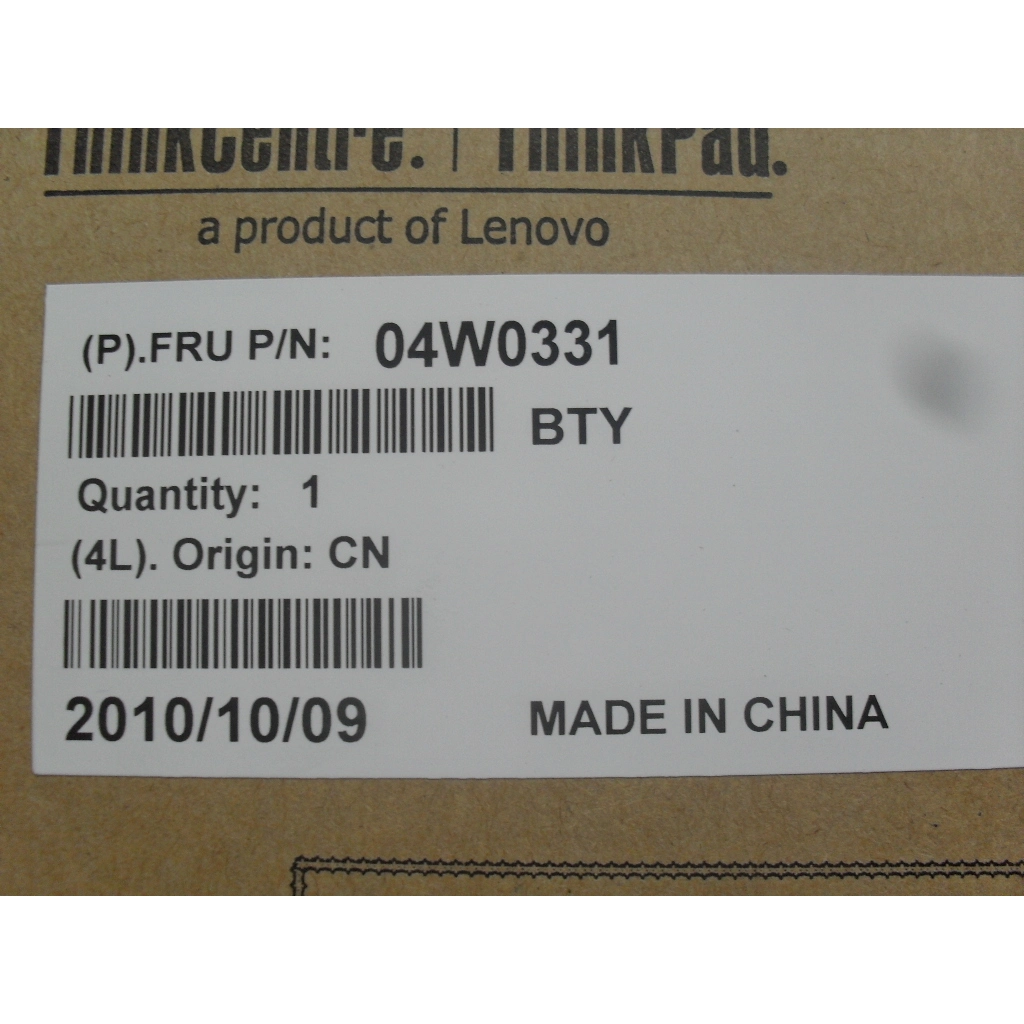 ThinkCentre. | ThinkPad.
a product of Lenovo
(P).FRU P/N: 04W0331
BTY
Quantity: 1
(4L). Origin: CN
2010/10/09 MADE IN CHINA